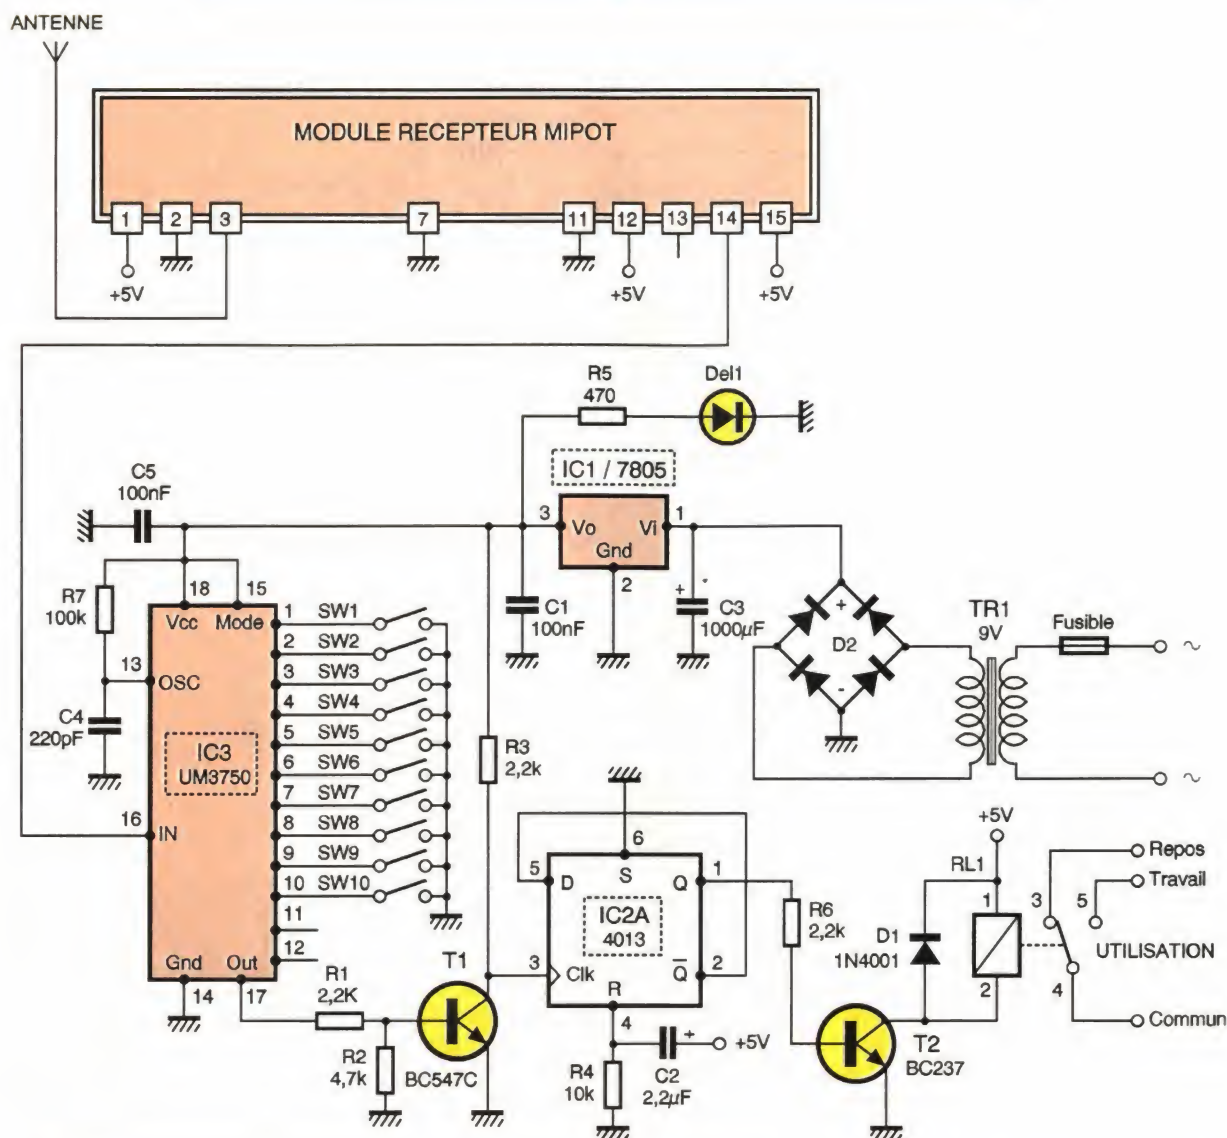 ANTENNE
MODULE RECEPTEUR MIPOT
1 2 3 7 11 12 13 14 15
+5V +5V +5V
R5
470
Del1
IC1 / 7805
C5
100nF
3 Vo Vi 1
Gnd
2
R7
100k
18 15
Vcc Mode
C1
100nF
+
C3
1000µF
+
D2
-
TR1
9V
Fusible
~
~
13 OSC
C4
220pF
IC3
UM3750
16 IN
1 SW1
2 SW2
3 SW3
4 SW4
5 SW5
6 SW6
7 SW7
8 SW8
9 SW9
10 SW10
11
12
Gnd Out
14 17
R3
2,2k
R1
2,2K
R2
4,7k
T1
BC547C
6
5 D S Q 1
IC2A
4013
3 Clk Q 2
R
4
R4
10k
+
C2
2,2µF
+5V
R6
2,2k
D1
1N4001
T2
BC237
+5V
RL1
1
2
3 5
4
Repos
Travail
UTILISATION
Commun